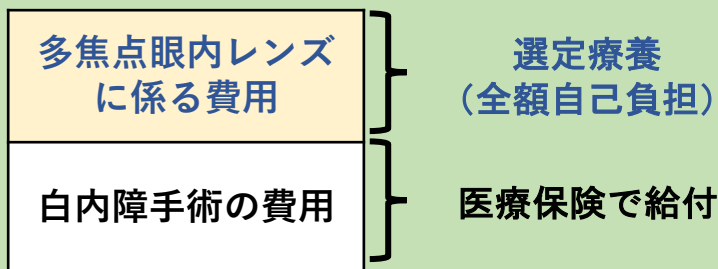 多焦点眼内レンズ
に係る費用
選定療養
（全額自己負担）
白内障手術の費用
医療保険で給付